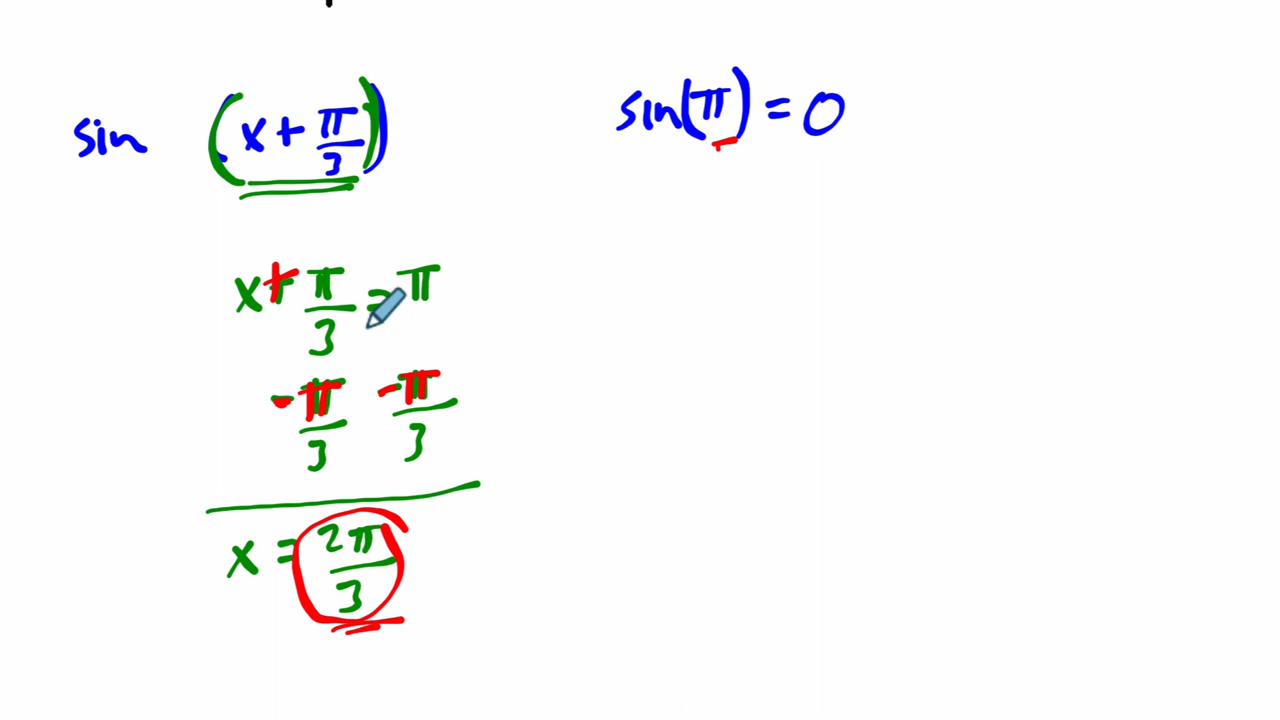 sin (x + π/3)
sin(π) = 0
x + π/3 = π
- π/3 - π/3
x = 2π/3